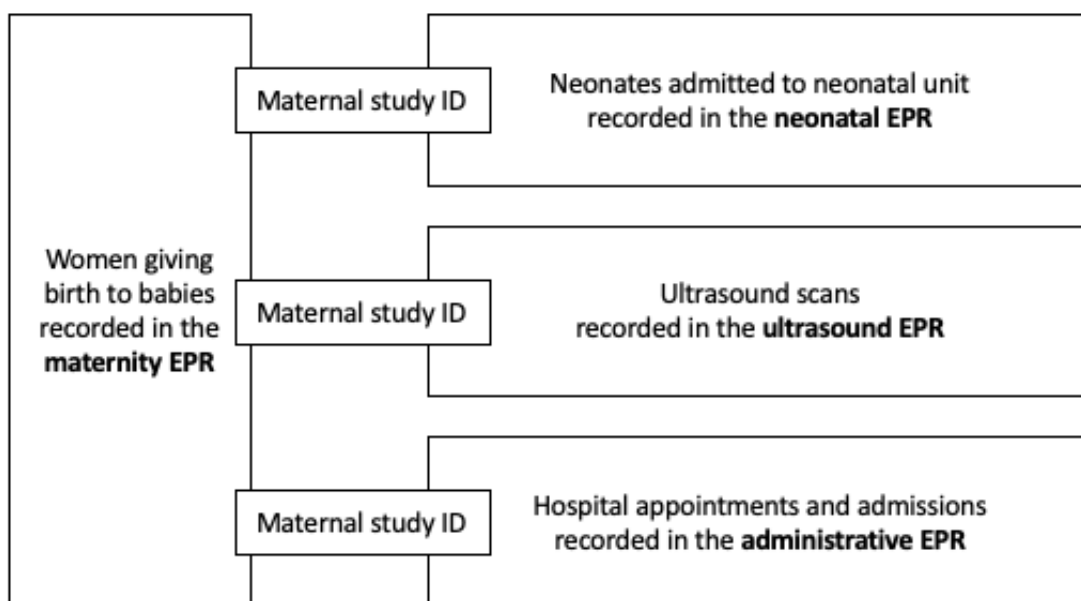 Women giving
birth to babies
recorded in the
maternity EPR
Maternal study ID
Neonates admitted to neonatal unit
recorded in the neonatal EPR
Maternal study ID
Ultrasound scans
recorded in the ultrasound EPR
Maternal study ID
Hospital appointments and admissions
recorded in the administrative EPR